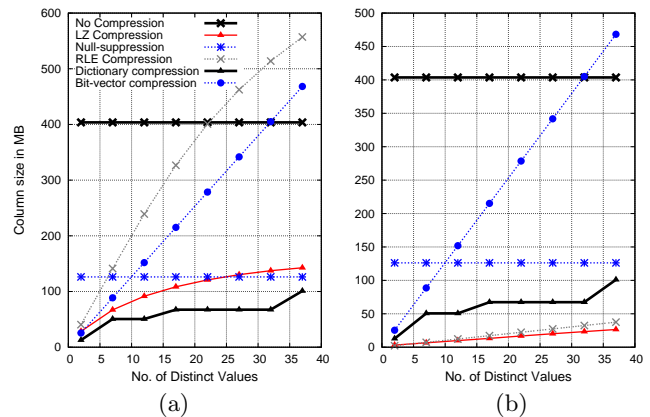 600
500
400
300
200
100
0
Column size in MB
No Compression
LZ Compression
Null-suppression
RLE Compression
Dictionary compression
Bit-vector compression
0 5 10 15 20 25 30 35 40
No. of Distinct Values
(a)
500
450
400
350
300
250
200
150
100
50
0
0 5 10 15 20 25 30 35 40
No. of Distinct Values
(b)